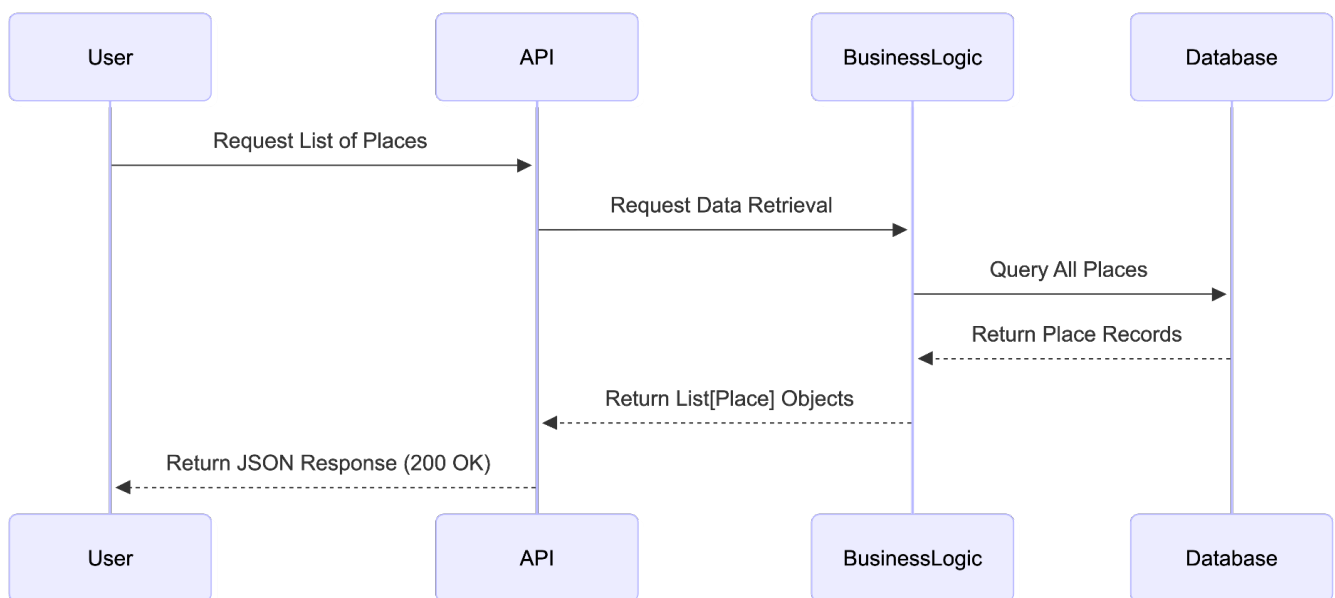 User
API
BusinessLogic
Database
Request List of Places
Request Data Retrieval
Query All Places
Return Place Records
Return List[Place] Objects
Return JSON Response (200 OK)
User
API
BusinessLogic
Database